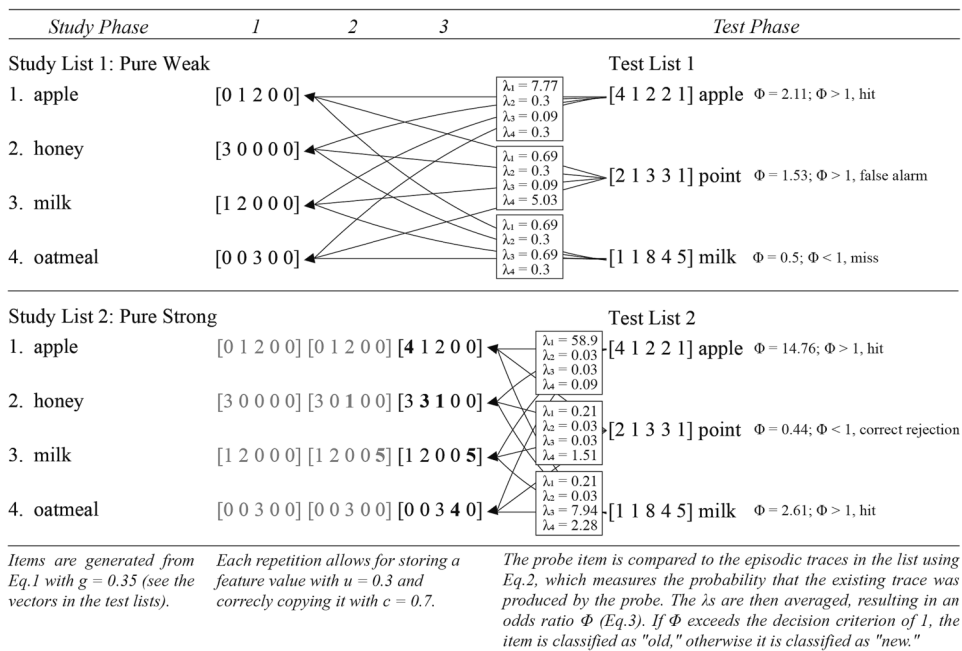 Study Phase 1 2 3 Test Phase
Study List 1: Pure Weak Test List 1
1. apple [0 1 2 0 0] λ₁ = 7.77 [4 1 2 2 1] apple Φ = 2.11; Φ > 1, hit
λ₂ = 0.3
λ₃ = 0.09
λ₄ = 0.3
2. honey [3 0 0 0 0]
λ₁ = 0.69
λ₂ = 0.3
λ₃ = 0.09
λ₄ = 5.03
[2 1 3 3 1] point Φ = 1.53; Φ > 1, false alarm
3. milk [1 2 0 0 0]
λ₁ = 0.69
λ₂ = 0.3
λ₃ = 0.69
λ₄ = 0.3
4. oatmeal [0 0 3 0 0] [1 1 8 4 5] milk Φ = 0.5; Φ < 1, miss
Study List 2: Pure Strong Test List 2
1. apple [0 1 2 0 0] [0 1 2 0 0] [4 1 2 0 0] λ₁ = 58.9 [4 1 2 2 1] apple Φ = 14.76; Φ > 1, hit
λ₂ = 0.03
λ₃ = 0.03
λ₄ = 0.09
2. honey [3 0 0 0 0] [3 0 1 0 0] [3 3 1 0 0]
λ₁ = 0.21
λ₂ = 0.03
λ₃ = 0.03
λ₄ = 1.51
[2 1 3 3 1] point Φ = 0.44; Φ < 1, correct rejection
3. milk [1 2 0 0 0] [1 2 0 0 5] [1 2 0 0 5]
λ₁ = 0.21
λ₂ = 0.03
λ₃ = 7.94
λ₄ = 2.28
4. oatmeal [0 0 3 0 0] [0 0 3 0 0] [0 0 3 4 0] [1 1 8 4 5] milk Φ = 2.61; Φ > 1, hit
Items are generated from
Eq.1 with g = 0.35 (see the
vectors in the test lists).
Each repetition allows for storing a
feature value with u = 0.3 and
correcly copying it with c = 0.7.
The probe item is compared to the episodic traces in the list using
Eq.2, which measures the probability that the existing trace was
produced by the probe. The λs are then averaged, resulting in an
odds ratio Φ (Eq.3). If Φ exceeds the decision criterion of 1, the
item is classified as "old," otherwise it is classified as "new."